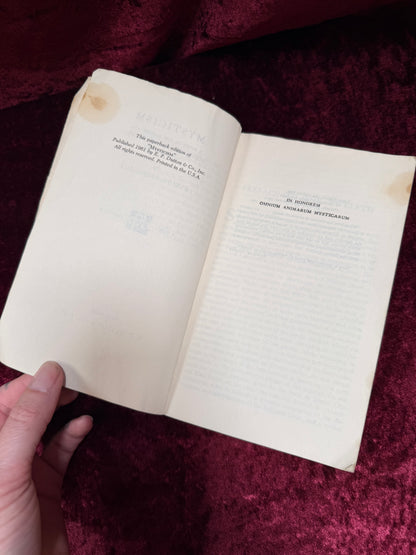 This paperback edition of
"Mysticism"
Published 1961 by E. P. Dutton & Co., Inc.
All rights reserved. Printed in the U.S.A.
IN HONOREM
OMNIUM ANIMARUM MYSTICARUM